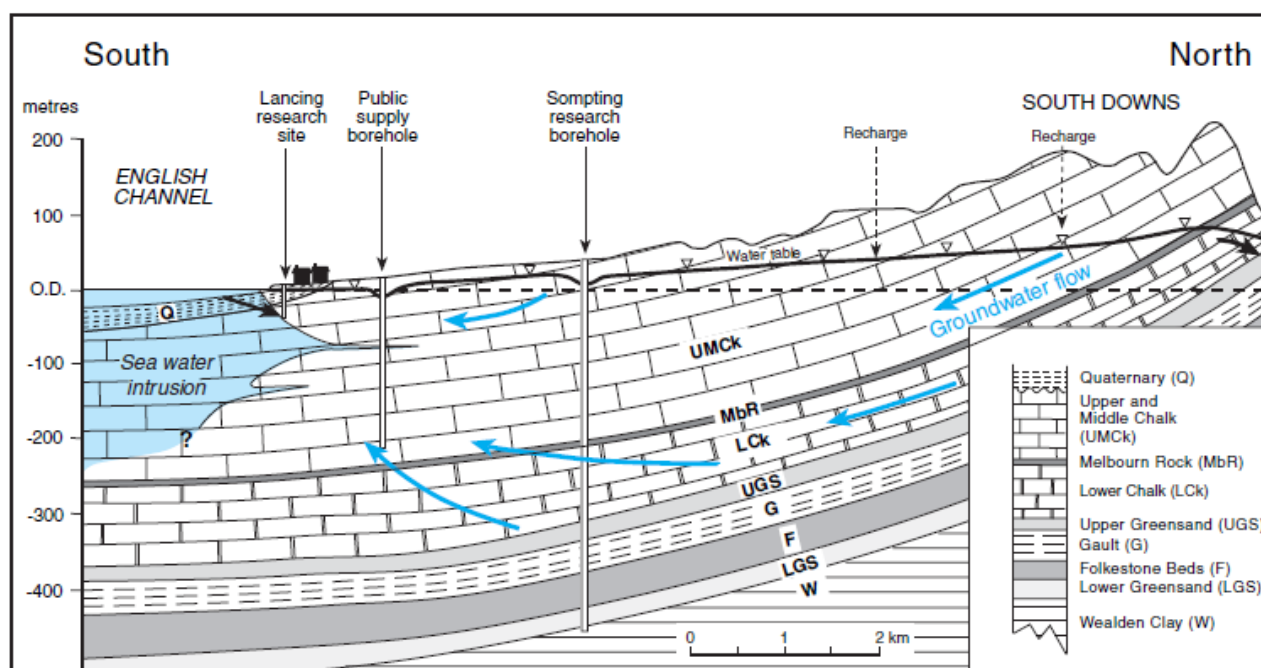 South
North
metres
Lancing
research
site
Public
supply
borehole
Sompting
research
borehole
SOUTH DOWNS
Recharge
Recharge
200
ENGLISH
CHANNEL
100
Water table
O.D.
Q
Groundwater flow
UMCk
-100
Sea water
intrusion
MbR
-200
?
LCk
UGS
-300
G
F
LGS
-400
W
0 1 2 km
Quaternary (Q)
Upper and
Middle Chalk
(UMCk)
Melbourn Rock (MbR)
Lower Chalk (LCk)
Upper Greensand (UGS)
Gault (G)
Folkestone Beds (F)
Lower Greensand (LGS)
Wealden Clay (W)